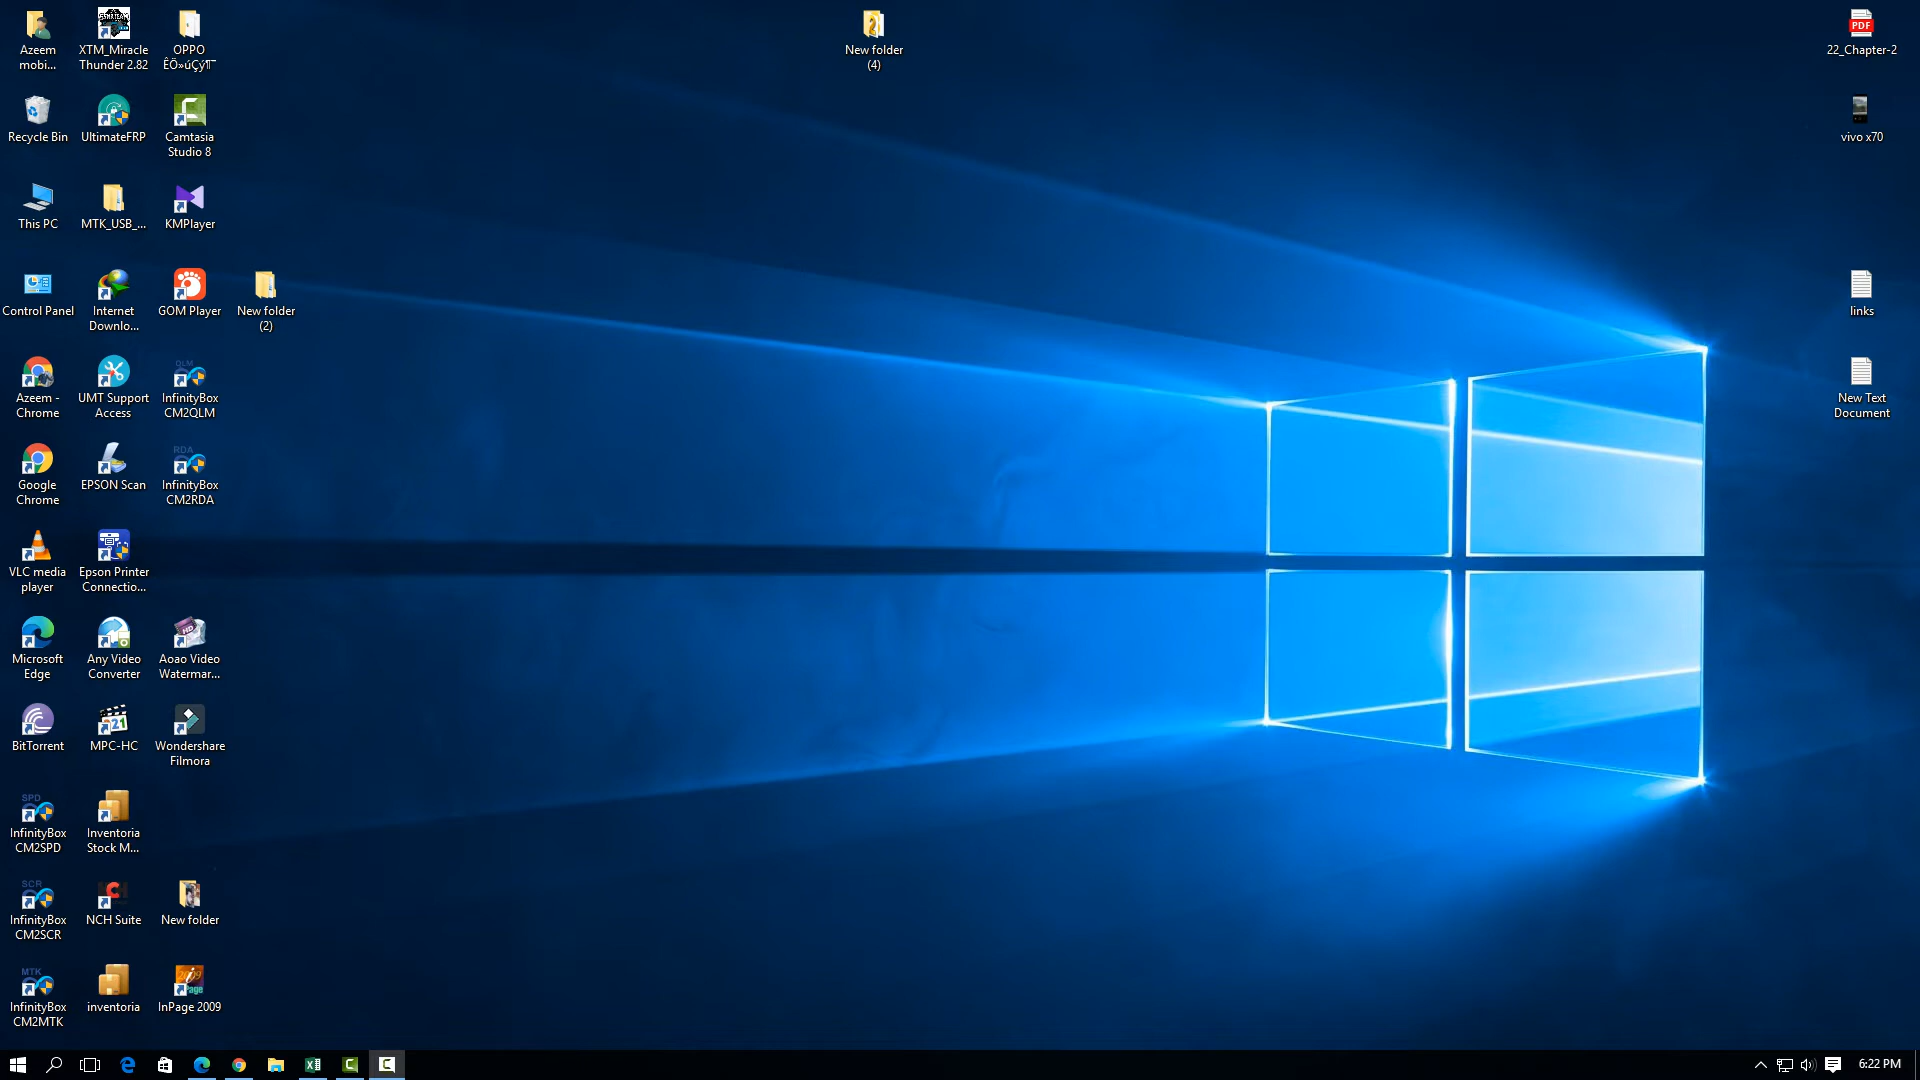 Azeem
mobi...
XTM_Miracle
Thunder 2.82
OPPO
ÊÖ»úÇý¶¯
New folder
(4)
22_Chapter-2
Recycle Bin
UltimateFRP
Camtasia
Studio 8
vivo x70
This PC
MTK_USB_...
KMPlayer
Control Panel
Internet
Downlo...
GOM Player
New folder
(2)
links
Azeem -
Chrome
UMT Support
Access
InfinityBox
CM2QLM
New Text
Document
Google
Chrome
EPSON Scan
InfinityBox
CM2RDA
VLC media
player
Epson Printer
Connectio...
Microsoft
Edge
Any Video
Converter
Aoao Video
Watermar...
BitTorrent
MPC-HC
Wondershare
Filmora
InfinityBox
CM2SPD
Inventoria
Stock M...
InfinityBox
CM2SCR
NCH Suite
New folder
InfinityBox
CM2MTK
inventoria
InPage 2009
6:22 PM